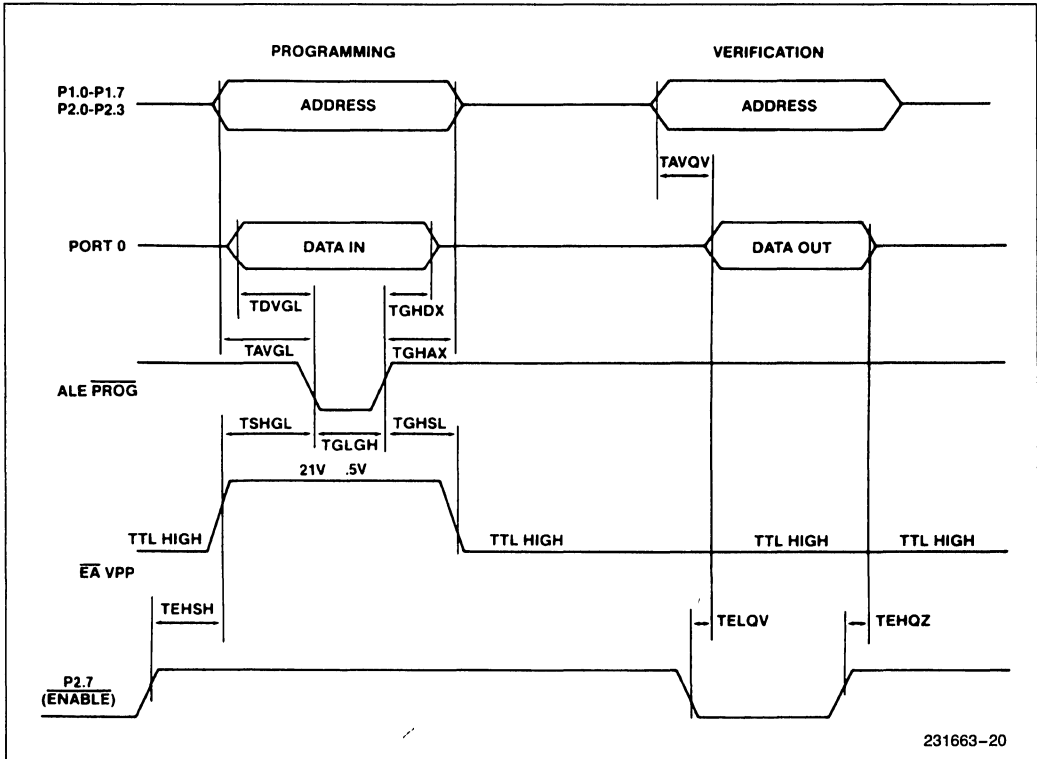 PROGRAMMING VERIFICATION
P1.0-P1.7
P2.0-P2.3
ADDRESS ADDRESS
TAVQV
PORT 0 DATA IN DATA OUT
TDVGL TGHDX
TAVGL TGHAX
ALE PROG
TSHGL TGLGH TGHSL
21V .5V
TTL HIGH TTL HIGH TTL HIGH TTL HIGH
EA VPP
TEHSH TELQV TEHQZ
P2.7
(ENABLE)
231663-20